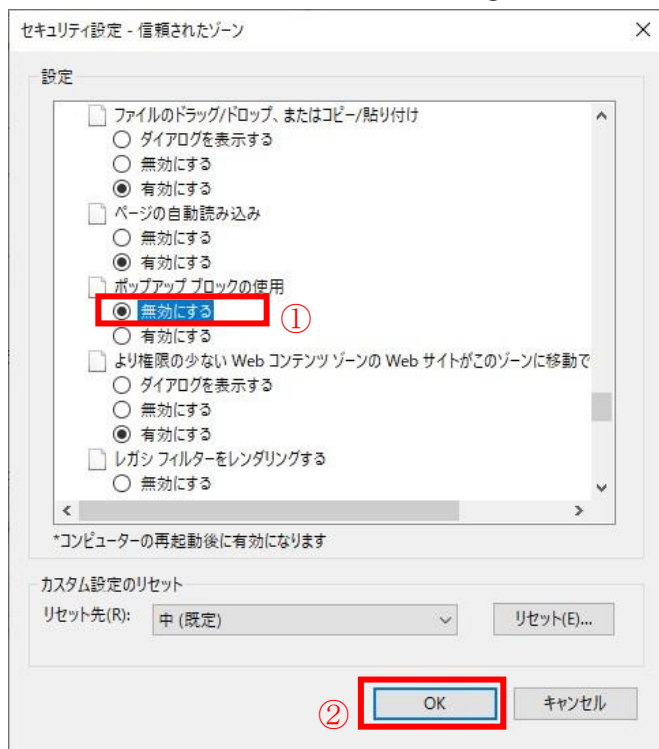 セキュリティ設定 - 信頼されたゾーン
設定
ファイルのドラッグ/ドロップ、またはコピー/貼り付け
ダイアログを表示する
無効にする
有効にする
ページの自動読み込み
無効にする
有効にする
ポップアップ ブロックの使用
無効にする ①
有効にする
より権限の少ない Web コンテンツ ゾーンの Web サイトがこのゾーンに移動で
ダイアログを表示する
無効にする
有効にする
レガシ フィルターをレンダリングする
無効にする
*コンピューターの再起動後に有効になります
カスタム設定のリセット
リセット先(R): 中 (既定) リセット(E)...
② OK キャンセル